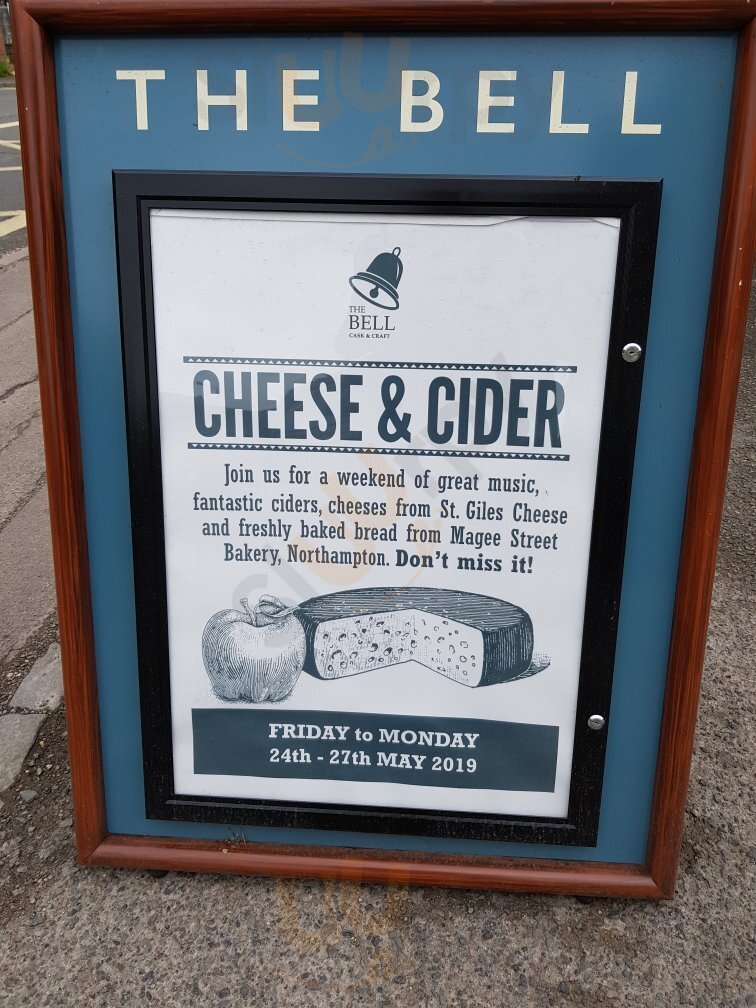 THE BELL
THE
BELL
CASK & CRAFT
CHEESE & CIDER
Join us for a weekend of great music,
fantastic ciders, cheeses from St. Giles Cheese
and freshly baked bread from Magee Street
Bakery, Northampton. Don't miss it!
FRIDAY to MONDAY
24th - 27th MAY 2019